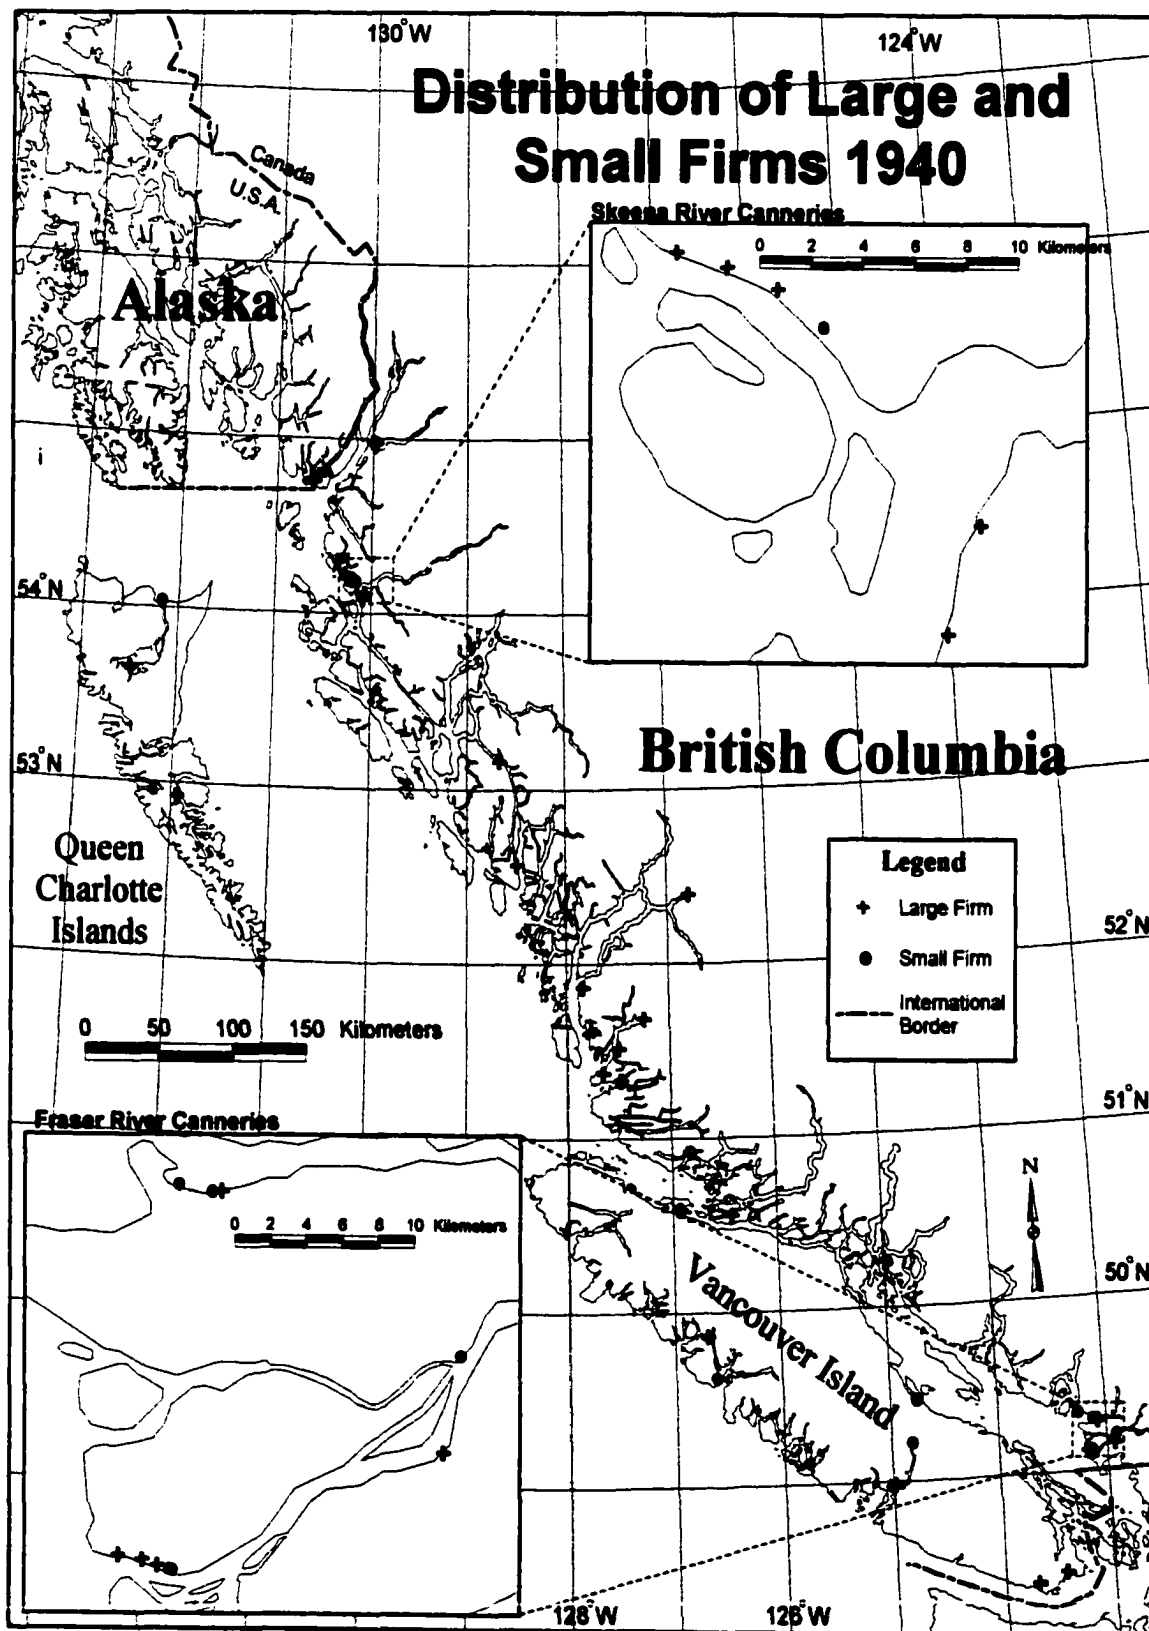 130°W
124°W
Distribution of Large and
Small Firms 1940
Canada
U.S.A.
Skeena River Canneries
0 2 4 6 8 10 Kilometers
Alaska
54°N
53°N
British Columbia
Queen
Charlotte
Islands
Legend
Large Firm
Small Firm
International
Border
52°N
0 50 100 150 Kilometers
51°N
Fraser River Canneries
0 2 4 6 8 10 Kilometers
N
50°N
Vancouver Island
128°W
126°W